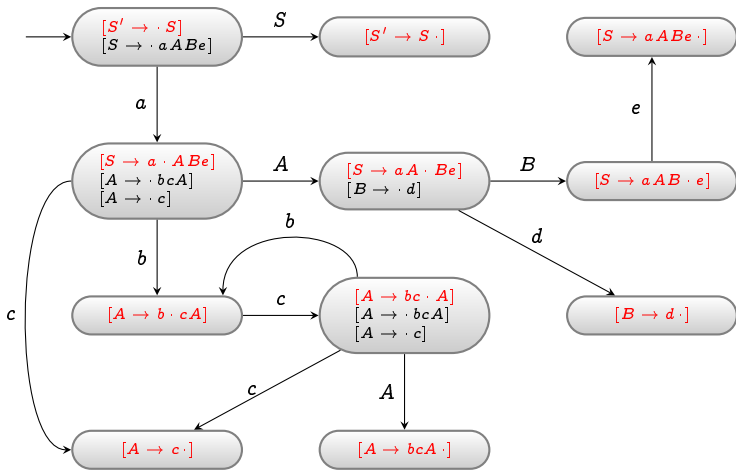 [S′ → · S]
[S → · aABe]
S
[S′ → S ·]
[S → aABe ·]
a
e
[S → a · ABe]
[A → · bcA]
[A → · c]
A
[S → aA · Be]
[B → · d]
B
[S → aAB · e]
b
b
d
c
[A → b · cA]
c
[A → bc · A]
[A → · bcA]
[A → · c]
[B → d ·]
c
A
[A → c ·]
[A → bcA ·]